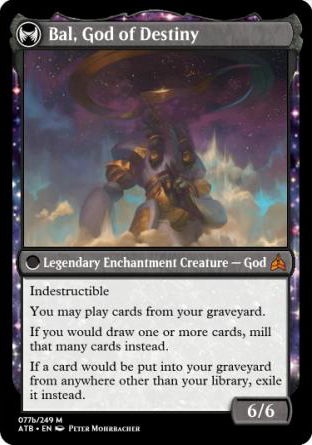 Bal, God of Destiny
Legendary Enchantment Creature — God
Indestructible
You may play cards from your graveyard.
If you would draw one or more cards, mill
that many cards instead.
If a card would be put into your graveyard
from anywhere other than your library, exile
it instead.
6/6
077b/249 M
ATB • EN Peter Mohrbacher